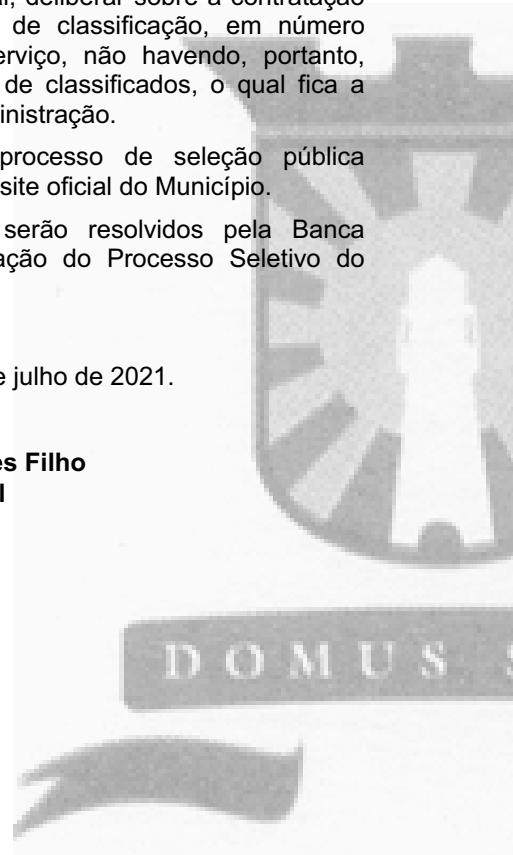 al, deliberar sobre a contratação
de classificação, em número
erviço, não havendo, portanto,
de classificados, o qual fica a
ninistração.
processo de seleção pública
site oficial do Município.
serão resolvidos pela Banca
ação do Processo Seletivo do
e julho de 2021.
es Filho
l
DOMUS S